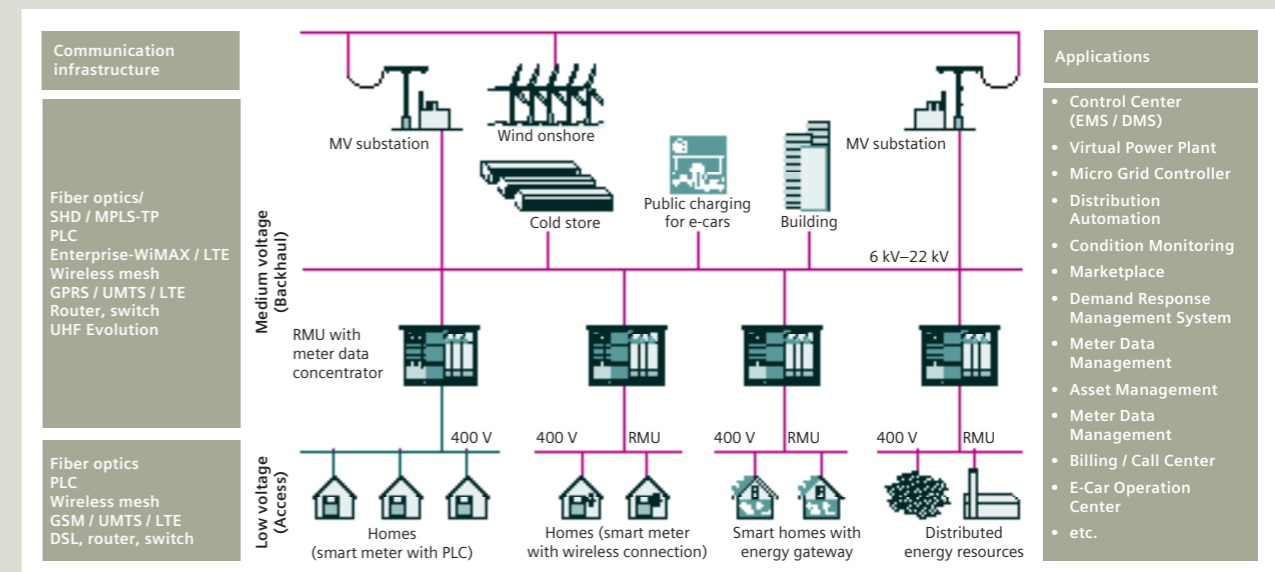 Communication
infrastructure
Fiber optics/
SHD / MPLS-TP
PLC
Enterprise-WiMAX / LTE
Wireless mesh
GPRS / UMTS / LTE
Router, switch
UHF Evolution
Fiber optics
PLC
Wireless mesh
GSM / UMTS / LTE
DSL, router, switch
Medium voltage
(Backhaul)
Low voltage
(Access)
MV substation
Wind onshore
MV substation
Cold store
Public charging
for e-cars
Building
6 kV–22 kV
RMU with
meter data
concentrator
400 V
400 V
RMU
400 V
RMU
400 V
RMU
Homes
(smart meter with PLC)
Homes (smart meter
with wireless connection)
Smart homes with
energy gateway
Distributed
energy resources
Applications
• Control Center
(EMS / DMS)
• Virtual Power Plant
• Micro Grid Controller
• Distribution
Automation
• Condition Monitoring
• Marketplace
• Demand Response
Management System
• Meter Data
Management
• Asset Management
• Meter Data
Management
• Billing / Call Center
• E-Car Operation
Center
• etc.